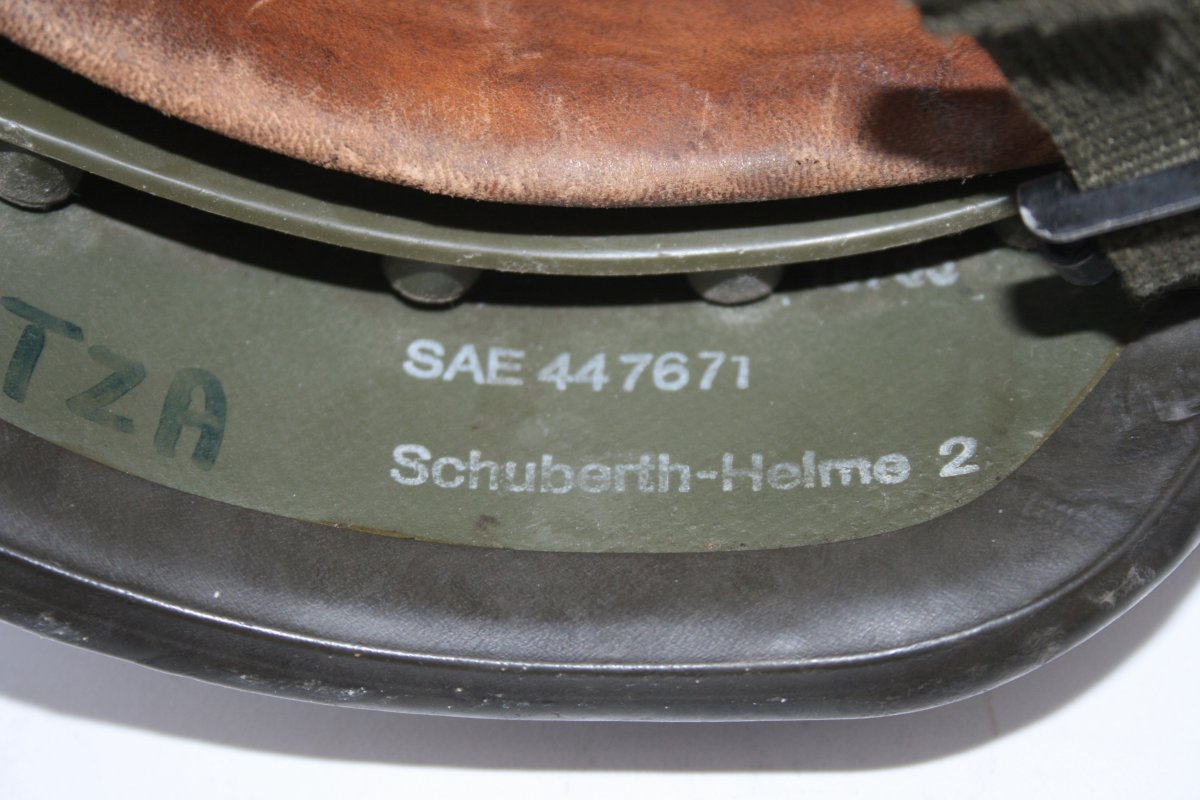 SAE 447671
Schuberth-Helme 2
TZA